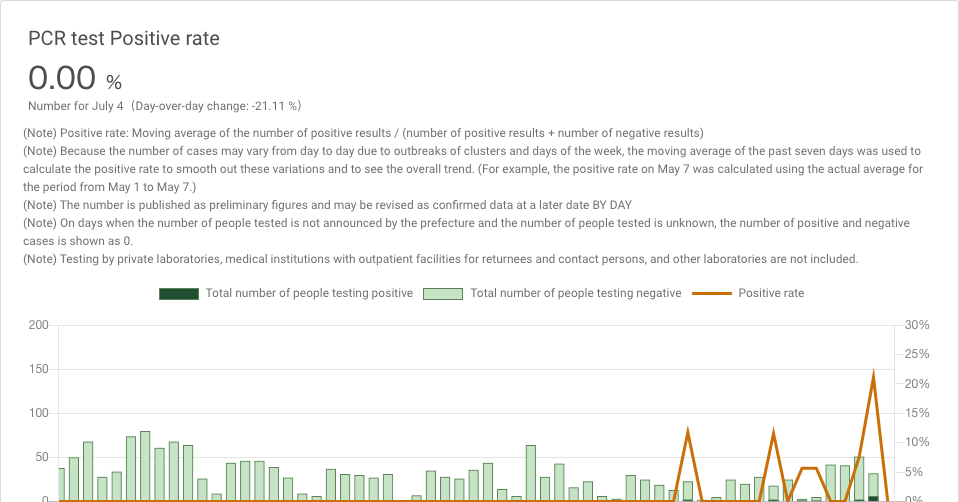 PCR test Positive rate
0.00 %
Number for July 4（Day-over-day change: -21.11 %）
(Note) Positive rate: Moving average of the number of positive results / (number of positive results + number of negative results)
(Note) Because the number of cases may vary from day to day due to outbreaks of clusters and days of the week, the moving average of the past seven days was used to
calculate the positive rate to smooth out these variations and to see the overall trend. (For example, the positive rate on May 7 was calculated using the actual average for
the period from May 1 to May 7.)
(Note) The number is published as preliminary figures and may be revised as confirmed data at a later date BY DAY
(Note) On days when the number of people tested is not announced by the prefecture and the number of people tested is unknown, the number of positive and negative
cases is shown as 0.
(Note) Testing by private laboratories, medical institutions with outpatient facilities for returnees and contact persons, and other laboratories are not included.
Total number of people testing positive Total number of people testing negative Positive rate
200 30%
25%
150
20%
100 15%
10%
50
5%
0 0%